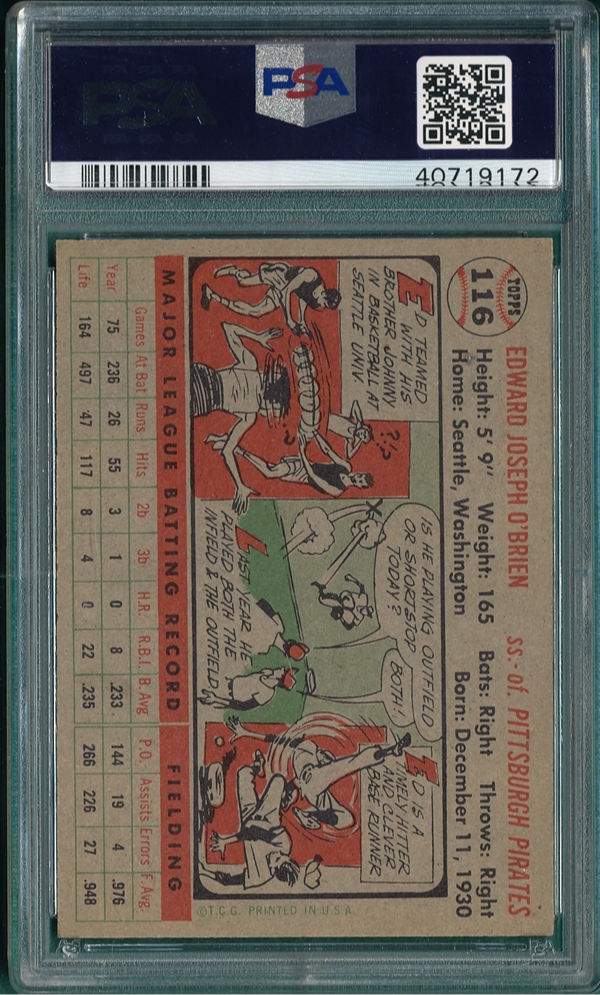 PSA
PSA
40719172
TOPPS
116
EDWARD JOSEPH O'BRIEN ss.-of. PITTSBURGH PIRATES
Height: 5' 9" Weight: 165 Bats: Right Throws: Right
Home: Seattle, Washington Born: December 11, 1930
ED TEAMED
WITH HIS
BROTHER JOHNNY
IN BASKETBALL AT
SEATTLE UNIV.
?!?
IS HE PLAYING OUTFIELD
OR SHORTSTOP
TODAY?
BOTH!
LAST YEAR HE
PLAYED BOTH THE
INFIELD & THE OUTFIELD
ED IS A
TIMELY HITTER
AND CLEVER
BASE RUNNER
MAJOR LEAGUE BATTING RECORD FIELDING
Games At Bat Runs Hits 2b 3b H.R. R.B.I. B.Avg P.O. Assists Errors F.Avg.
Year 75 236 26 55 3 1 0 8 .233 144 19 4 .976
Life 164 497 47 117 8 4 0 22 .235 266 226 27 .948
©T.C.G. PRINTED IN U.S.A.